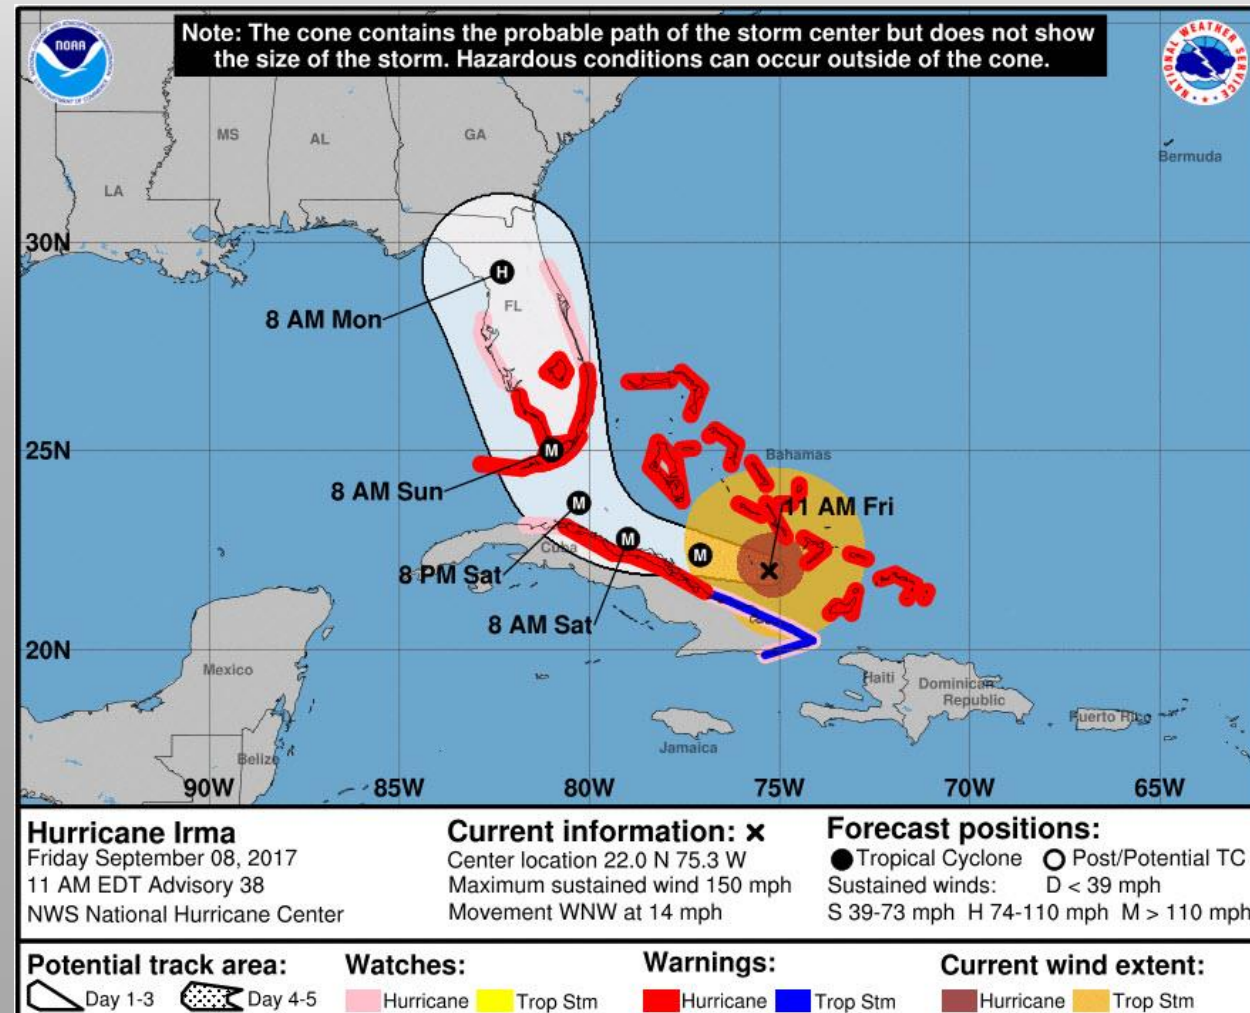 Note: The cone contains the probable path of the storm center but does not show
the size of the storm. Hazardous conditions can occur outside of the cone.
NOAA
NATIONAL WEATHER SERVICE
MS
AL
GA
LA
Bermuda
30N
FL
8 AM Mon
25N
Bahamas
8 AM Sun
11 AM Fri
H
M
M
M
M
Cuba
8 PM Sat
8 AM Sat
20N
Mexico
Haiti
Dominican
Republic
Puerto Rico
Jamaica
Belize
90W 85W 80W 75W 70W 65W
Hurricane Irma
Friday September 08, 2017
11 AM EDT Advisory 38
NWS National Hurricane Center
Current information: x
Center location 22.0 N 75.3 W
Maximum sustained wind 150 mph
Movement WNW at 14 mph
Forecast positions:
Tropical Cyclone Post/Potential TC
Sustained winds: D < 39 mph
S 39-73 mph H 74-110 mph M > 110 mph
Potential track area:
Day 1-3 Day 4-5
Watches:
Hurricane Trop Stm
Warnings:
Hurricane Trop Stm
Current wind extent:
Hurricane Trop Stm